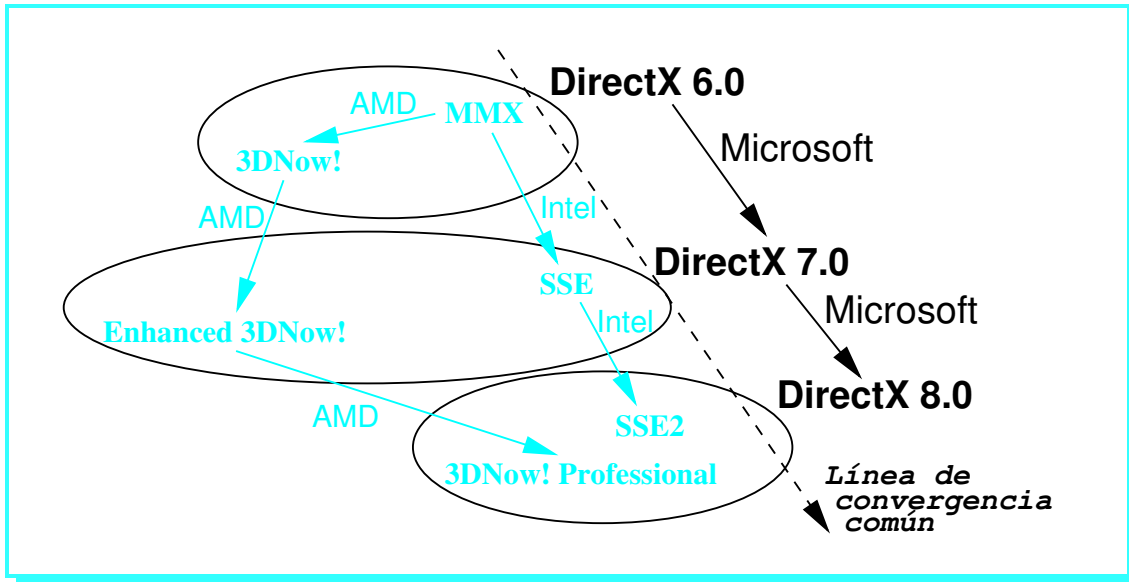 DirectX 6.0
AMD
MMX
Microsoft
3DNow!
AMD
Intel
DirectX 7.0
SSE
Microsoft
Intel
Enhanced 3DNow!
DirectX 8.0
AMD
SSE2
3DNow! Professional
Línea de
convergencia
común